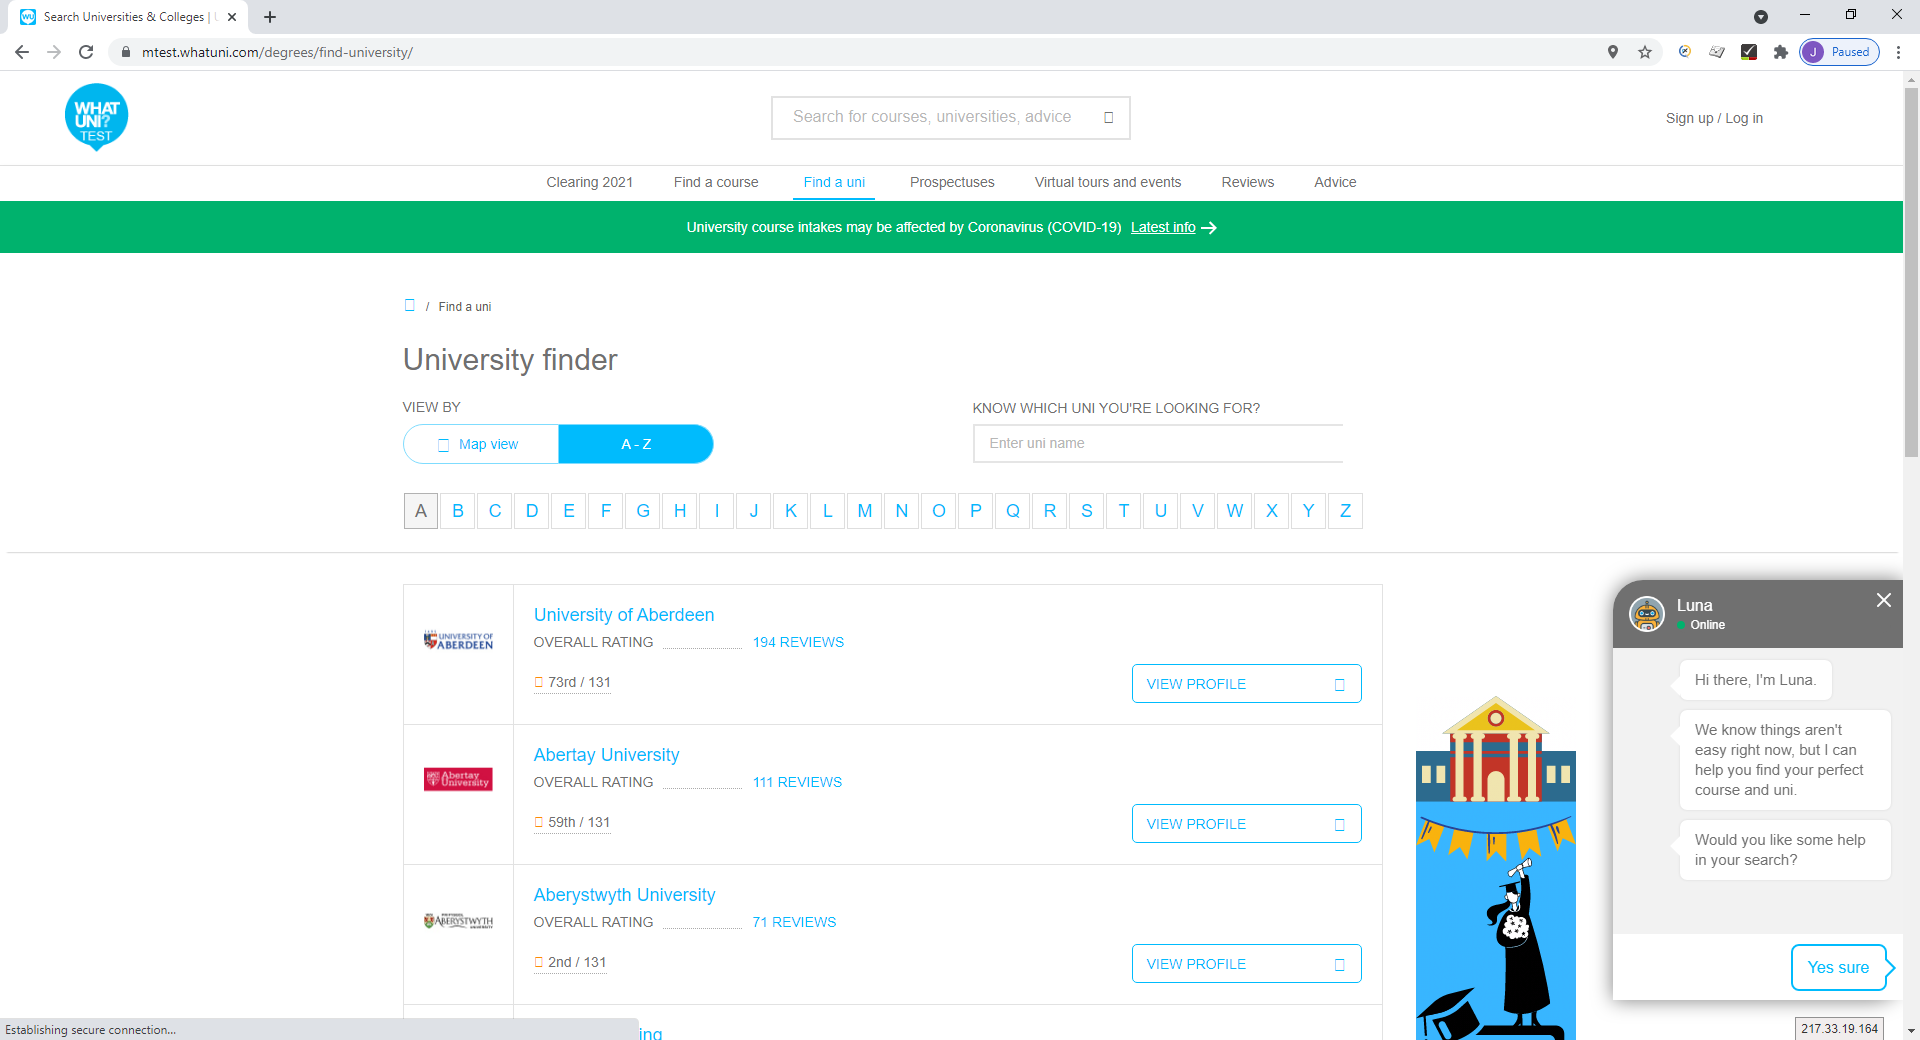 Search Universities & Colleges | U
mtest.whatuni.com/degrees/find-university/
J Paused
WHAT
UNI?
TEST
Search for courses, universities, advice
Sign up / Log in
Clearing 2021 Find a course Find a uni Prospectuses Virtual tours and events Reviews Advice
University course intakes may be affected by Coronavirus (COVID-19) Latest info
/ Find a uni
University finder
VIEW BY
KNOW WHICH UNI YOU'RE LOOKING FOR?
Map view A - Z
Enter uni name
A B C D E F G H I J K L M N O P Q R S T U V W X Y Z
UNIVERSITY OF
ABERDEEN
University of Aberdeen
OVERALL RATING 194 REVIEWS
73rd / 131
VIEW PROFILE
Abertay
University
Abertay University
OVERALL RATING 111 REVIEWS
59th / 131
VIEW PROFILE
ABERYSTWYTH
Aberystwyth University
OVERALL RATING 71 REVIEWS
2nd / 131
VIEW PROFILE
ing
Luna
Online
Hi there, I'm Luna.
We know things aren't
easy right now, but I can
help you find your perfect
course and uni.
Would you like some help
in your search?
Yes sure
Establishing secure connection...
217.33.19.164